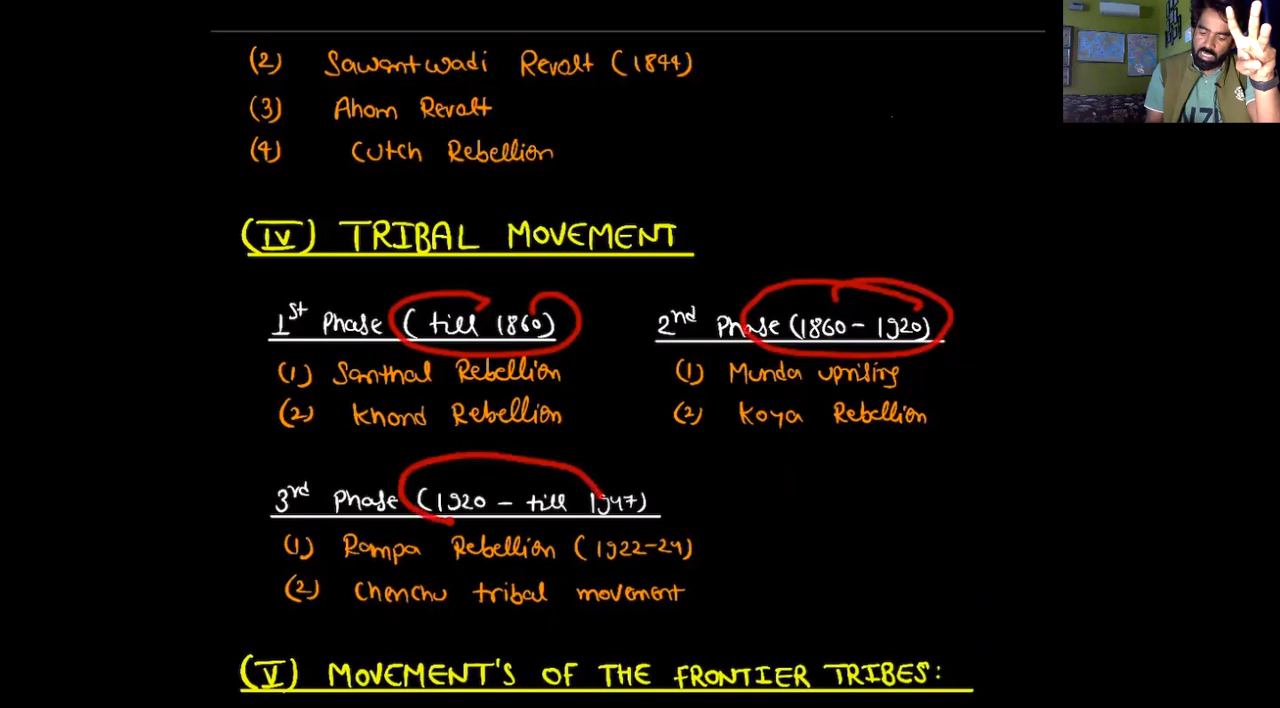 (2) Sawantwadi Revolt (1844)
(3) Ahom Revolt
(4) Cutch Rebellion
(IV) TRIBAL MOVEMENT
1st Phase (till 1860)
(1) Santhal Rebellion
(2) Khond Rebellion
2nd Phase (1860-1920)
(1) Munda uprising
(2) Koya Rebellion
3rd Phase (1920 - till 1947)
(1) Rampa Rebellion (1922-24)
(2) Chenchu tribal movement
(V) MOVEMENT'S OF THE FRONTIER TRIBES: